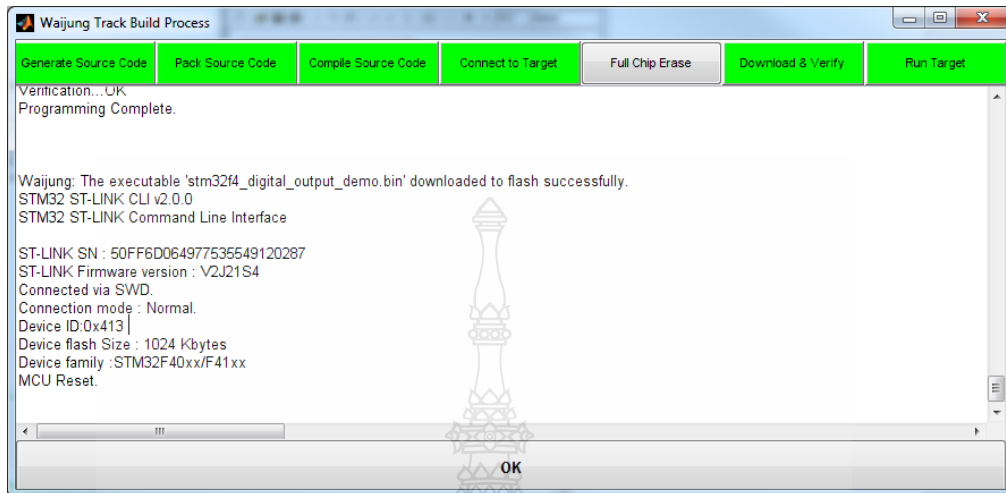 Waijung Track Build Process
Generate Source Code
Pack Source Code
Compile Source Code
Connect to Target
Full Chip Erase
Download & Verify
Run Target
Verification...OK
Programming Complete.
Waijung: The executable 'stm32f4_digital_output_demo.bin' downloaded to flash successfully.
STM32 ST-LINK CLI v2.0.0
STM32 ST-LINK Command Line Interface
ST-LINK SN : 50FF6D064977535549120287
ST-LINK Firmware version : V2J21S4
Connected via SWD.
Connection mode : Normal.
Device ID:0x413
Device flash Size : 1024 Kbytes
Device family :STM32F40xx/F41xx
MCU Reset.
OK